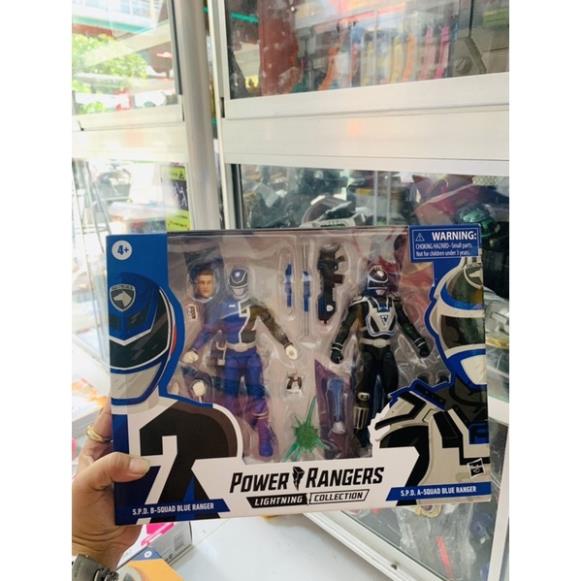 4+
WARNING:
CHOKING HAZARD - Small parts.
Not for children under 3 years.
7
POWER RANGERS
LIGHTNING COLLECTION
S.P.D. B-SQUAD BLUE RANGER
S.P.D. A-SQUAD BLUE RANGER
Hasbro